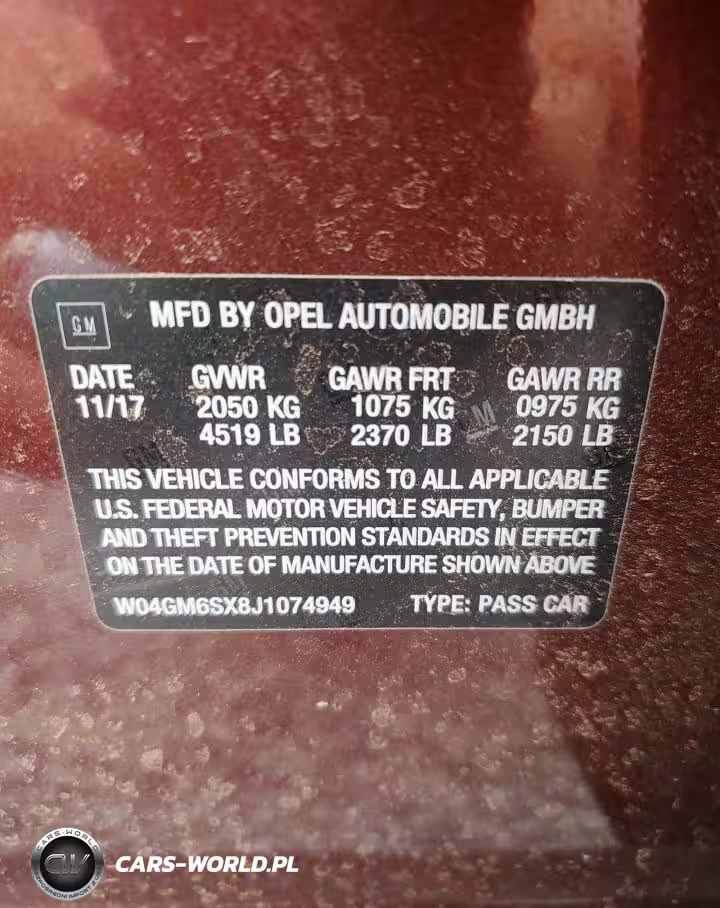 GM
MFD BY OPEL AUTOMOBILE GMBH
DATE GVWR GAWR FRT GAWR RR
11/17 2050 KG 1075 KG 0975 KG
4519 LB 2370 LB 2150 LB
THIS VEHICLE CONFORMS TO ALL APPLICABLE
U.S. FEDERAL MOTOR VEHICLE SAFETY, BUMPER
AND THEFT PREVENTION STANDARDS IN EFFECT
ON THE DATE OF MANUFACTURE SHOWN ABOVE
W04GM6SX8J1074949 TYPE: PASS CAR
CARS-WORLD
CW
CARS-WORLD.PL